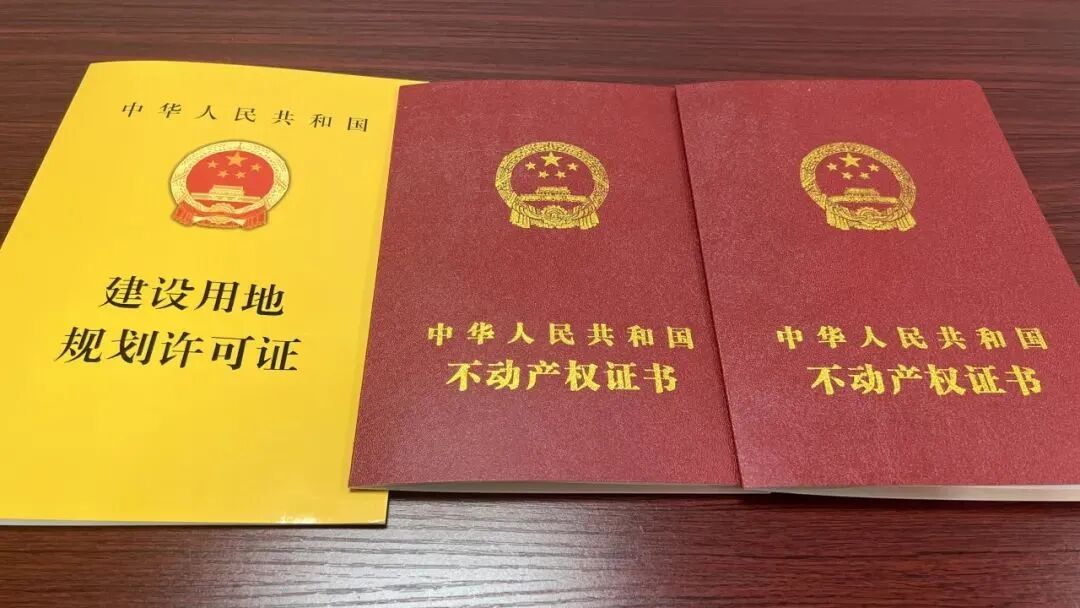 中华人民共和国
建设用地
规划许可证
中华人民共和国
不动产权证书
中华人民共和国
不动产权证书